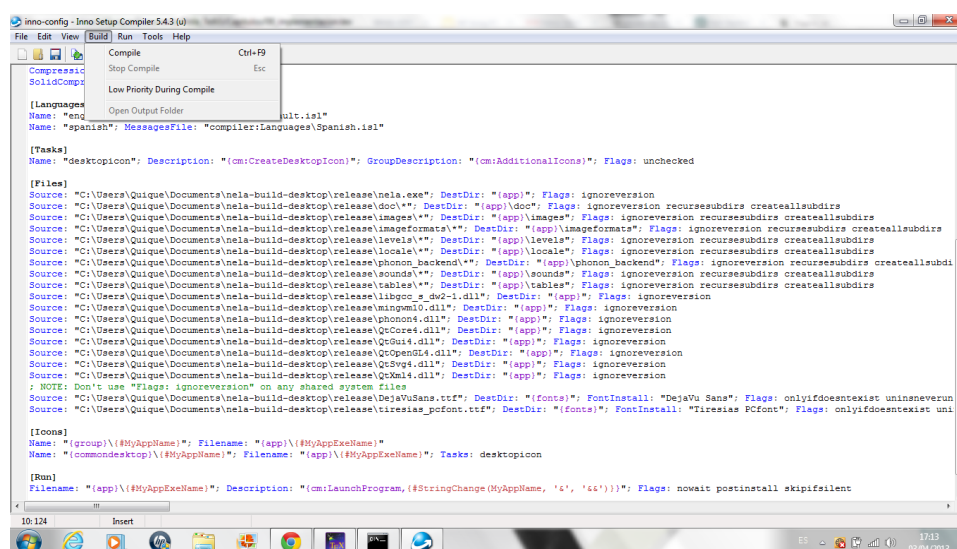 inno-config - Inno Setup Compiler 5.4.3 (u)
File Edit View Build Run Tools Help
Compile Ctrl+F9
Stop Compile Esc
Low Priority During Compile
Open Output Folder
Compressio
SolidCompr
[Languages
Name: "eng ult.isl"
Name: "spanish"; MessagesFile: "compiler:Languages\Spanish.isl"
[Tasks]
Name: "desktopicon"; Description: "{cm:CreateDesktopIcon}"; GroupDescription: "{cm:AdditionalIcons}"; Flags: unchecked
[Files]
Source: "C:\Users\Quique\Documents\nela-build-desktop\release\nela.exe"; DestDir: "{app}"; Flags: ignoreversion
Source: "C:\Users\Quique\Documents\nela-build-desktop\release\doc\*"; DestDir: "{app}\doc"; Flags: ignoreversion recursesubdirs createallsubdirs
Source: "C:\Users\Quique\Documents\nela-build-desktop\release\images\*"; DestDir: "{app}\images"; Flags: ignoreversion recursesubdirs createallsubdirs
Source: "C:\Users\Quique\Documents\nela-build-desktop\release\imageformats\*"; DestDir: "{app}\imageformats"; Flags: ignoreversion recursesubdirs createallsubdirs
Source: "C:\Users\Quique\Documents\nela-build-desktop\release\levels\*"; DestDir: "{app}\levels"; Flags: ignoreversion recursesubdirs createallsubdirs
Source: "C:\Users\Quique\Documents\nela-build-desktop\release\locale\*"; DestDir: "{app}\locale"; Flags: ignoreversion recursesubdirs createallsubdirs
Source: "C:\Users\Quique\Documents\nela-build-desktop\release\phonon_backend\*"; DestDir: "{app}\phonon_backend"; Flags: ignoreversion recursesubdirs createallsubdi
Source: "C:\Users\Quique\Documents\nela-build-desktop\release\sounds\*"; DestDir: "{app}\sounds"; Flags: ignoreversion recursesubdirs createallsubdirs
Source: "C:\Users\Quique\Documents\nela-build-desktop\release\tables\*"; DestDir: "{app}\tables"; Flags: ignoreversion recursesubdirs createallsubdirs
Source: "C:\Users\Quique\Documents\nela-build-desktop\release\libgcc_s_dw2-1.dll"; DestDir: "{app}"; Flags: ignoreversion
Source: "C:\Users\Quique\Documents\nela-build-desktop\release\mingwm10.dll"; DestDir: "{app}"; Flags: ignoreversion
Source: "C:\Users\Quique\Documents\nela-build-desktop\release\phonon4.dll"; DestDir: "{app}"; Flags: ignoreversion
Source: "C:\Users\Quique\Documents\nela-build-desktop\release\QtCore4.dll"; DestDir: "{app}"; Flags: ignoreversion
Source: "C:\Users\Quique\Documents\nela-build-desktop\release\QtGui4.dll"; DestDir: "{app}"; Flags: ignoreversion
Source: "C:\Users\Quique\Documents\nela-build-desktop\release\QtOpenGL4.dll"; DestDir: "{app}"; Flags: ignoreversion
Source: "C:\Users\Quique\Documents\nela-build-desktop\release\QtSvg4.dll"; DestDir: "{app}"; Flags: ignoreversion
Source: "C:\Users\Quique\Documents\nela-build-desktop\release\QtXml4.dll"; DestDir: "{app}"; Flags: ignoreversion
; NOTE: Don't use "Flags: ignoreversion" on any shared system files
Source: "C:\Users\Quique\Documents\nela-build-desktop\release\DejaVuSans.ttf"; DestDir: "{fonts}"; FontInstall: "DejaVu Sans"; Flags: onlyifdoesntexist uninsneverun
Source: "C:\Users\Quique\Documents\nela-build-desktop\release\tiresias_pcfont.ttf"; DestDir: "{fonts}"; FontInstall: "Tiresias PCfont"; Flags: onlyifdoesntexist uni
[Icons]
Name: "{group}\{#MyAppName}"; Filename: "{app}\{#MyAppExeName}"
Name: "{commondesktop}\{#MyAppName}"; Filename: "{app}\{#MyAppExeName}"; Tasks: desktopicon
[Run]
Filename: "{app}\{#MyAppExeName}"; Description: "{cm:LaunchProgram,{#StringChange(MyAppName, '&', '&&')}}"; Flags: nowait postinstall skipifsilent
10: 124 Insert
ES 17:13